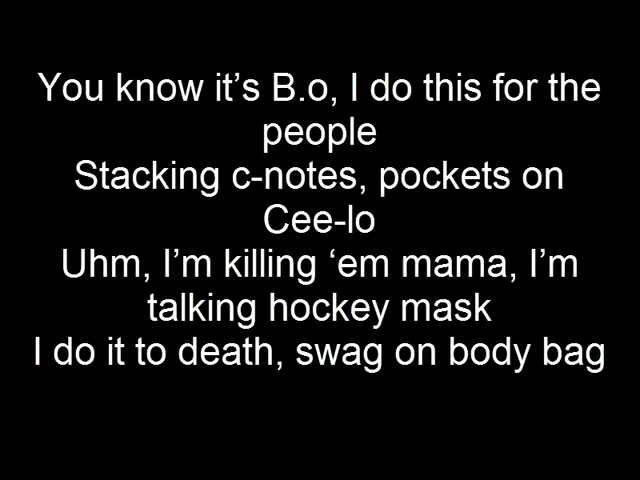 You know it’s B.o, I do this for the
people
Stacking c-notes, pockets on
Cee-lo
Uhm, I’m killing ‘em mama, I’m
talking hockey mask
I do it to death, swag on body bag